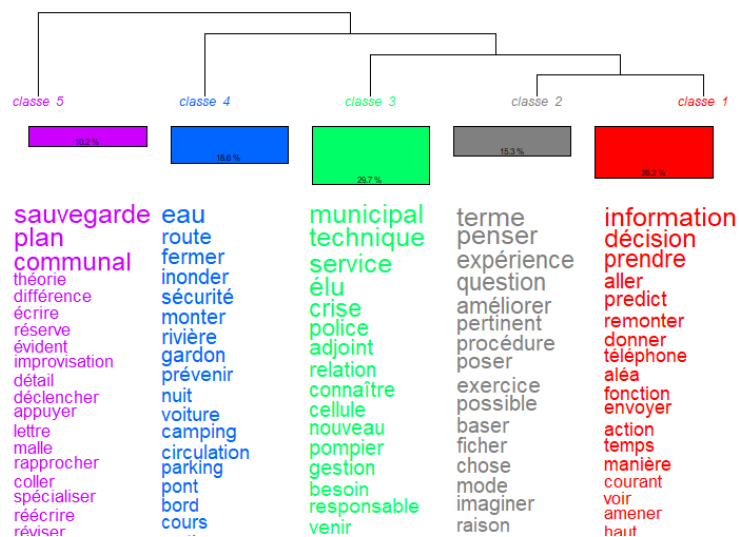 classe 5
classe 4
classe 3
classe 2
classe 1
10.2 %
18.6 %
29.7 %
15.3 %
26.2 %
sauvegarde
plan
communal
théorie
différence
écrire
réserve
évident
improvisation
détail
déclencher
appuyer
lettre
malle
rapprocher
coller
spécialiser
réécrire
réviser
eau
route
fermer
inonder
sécurité
monter
rivière
gardon
prévenir
nuit
voiture
camping
circulation
parking
pont
bord
cours
municipal
technique
service
élu
crise
police
adjoint
relation
connaître
cellule
nouveau
pompier
gestion
besoin
responsable
venir
terme
penser
expérience
question
améliorer
pertinent
procédure
poser
exercice
possible
baser
ficher
chose
mode
imaginer
raison
information
décision
prendre
aller
predict
remonter
donner
téléphone
aléa
fonction
envoyer
action
temps
manière
courant
voir
amener
haut